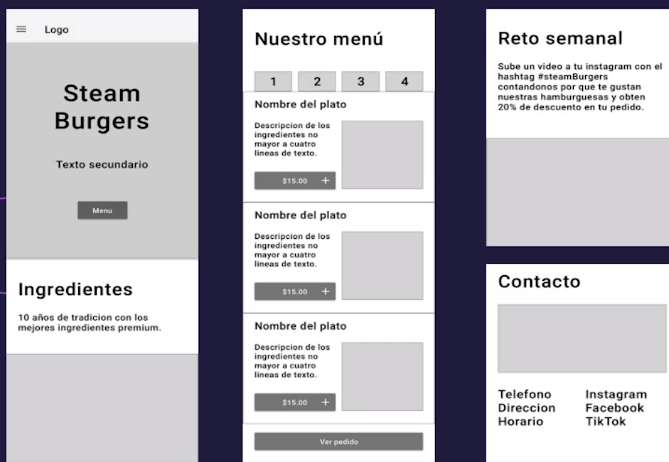 Logo
Steam
Burgers
Texto secundario
Menu
Ingredientes
10 años de tradicion con los
mejores ingredientes premium.
Nuestro menú
1 2 3 4
Nombre del plato
Descripcion de los
ingredientes no
mayor a cuatro
lineas de texto.
$15.00 +
Nombre del plato
Descripcion de los
ingredientes no
mayor a cuatro
lineas de texto.
$15.00 +
Nombre del plato
Descripcion de los
ingredientes no
mayor a cuatro
lineas de texto.
$15.00 +
Ver pedido
Reto semanal
Sube un video a tu instagram con el
hashtag #steamBurgers
contandonos por que te gustan
nuestras hamburguesas y obten
20% de descuento en tu pedido.
Contacto
Telefono
Direccion
Horario
Instagram
Facebook
TikTok